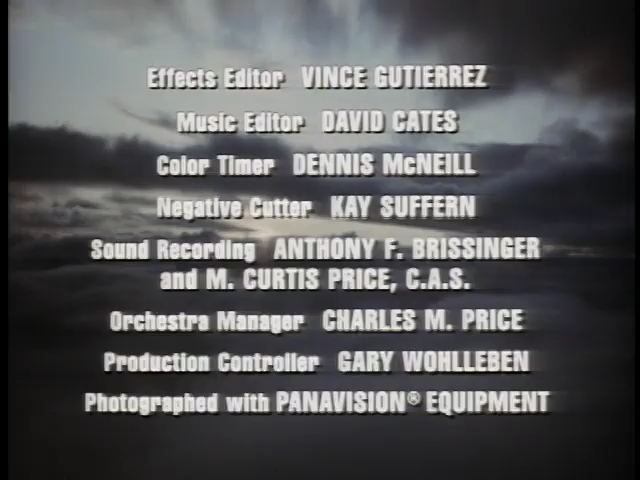 Effects Editor VINCE GUTIERREZ
Music Editor DAVID CATES
Color Timer DENNIS McNEILL
Negative Cutter KAY SUFFERN
Sound Recording ANTHONY F. BRISSINGER
and M. CURTIS PRICE, C.A.S.
Orchestra Manager CHARLES M. PRICE
Production Controller GARY WOHLLEBEN
Photographed with PANAVISION® EQUIPMENT